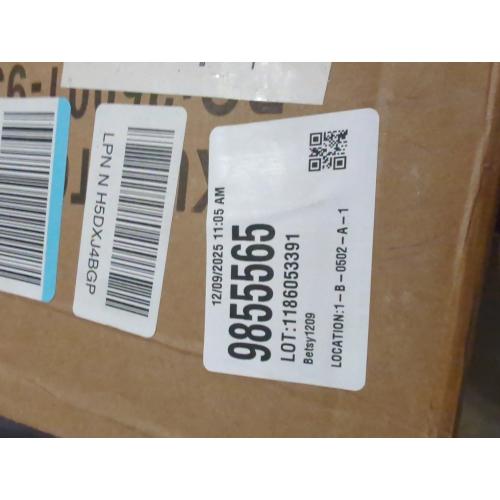 LPN N H5DXJ4BGP
12/09/2025 11:05 AM
9855565
LOT:1186053391
Betsy1209
LOCATION:1-B-0502-A-1